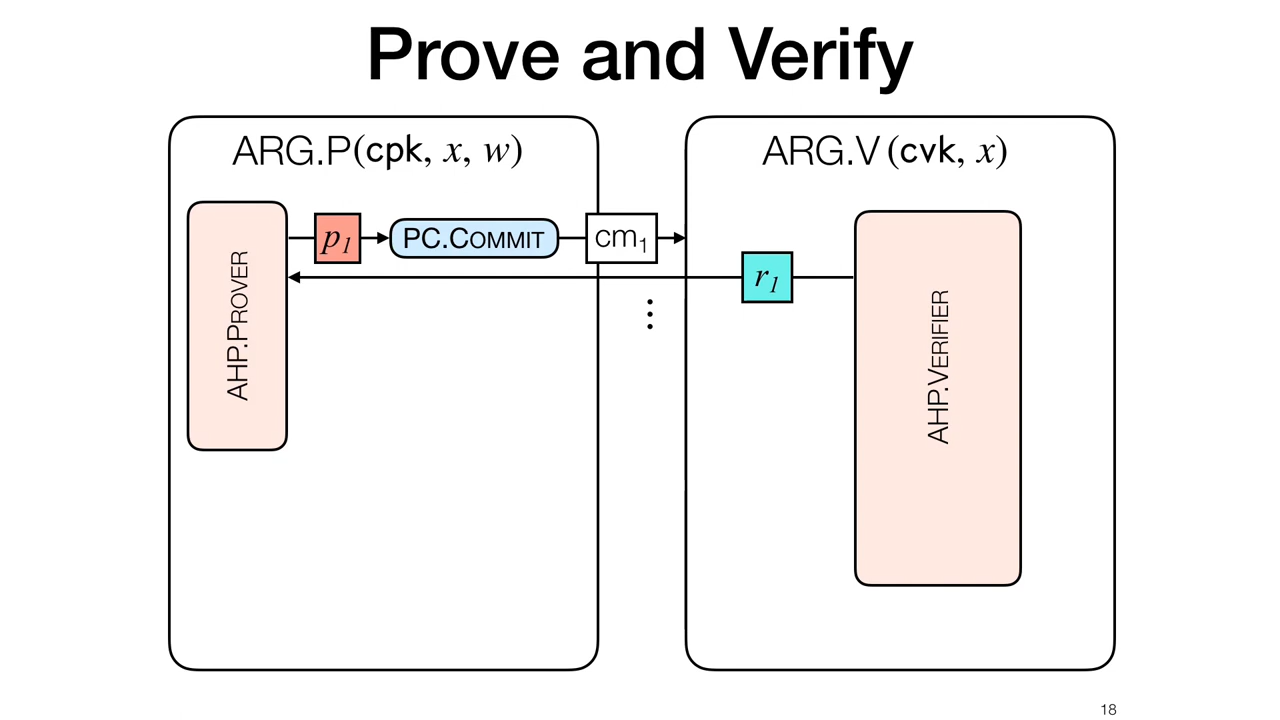 Prove and Verify
ARG.P(cpk, x, w)
ARG.V(cvk, x)
p₁
PC.COMMIT
cm₁
r₁
⋮
AHP.PROVER
AHP.VERIFIER
18